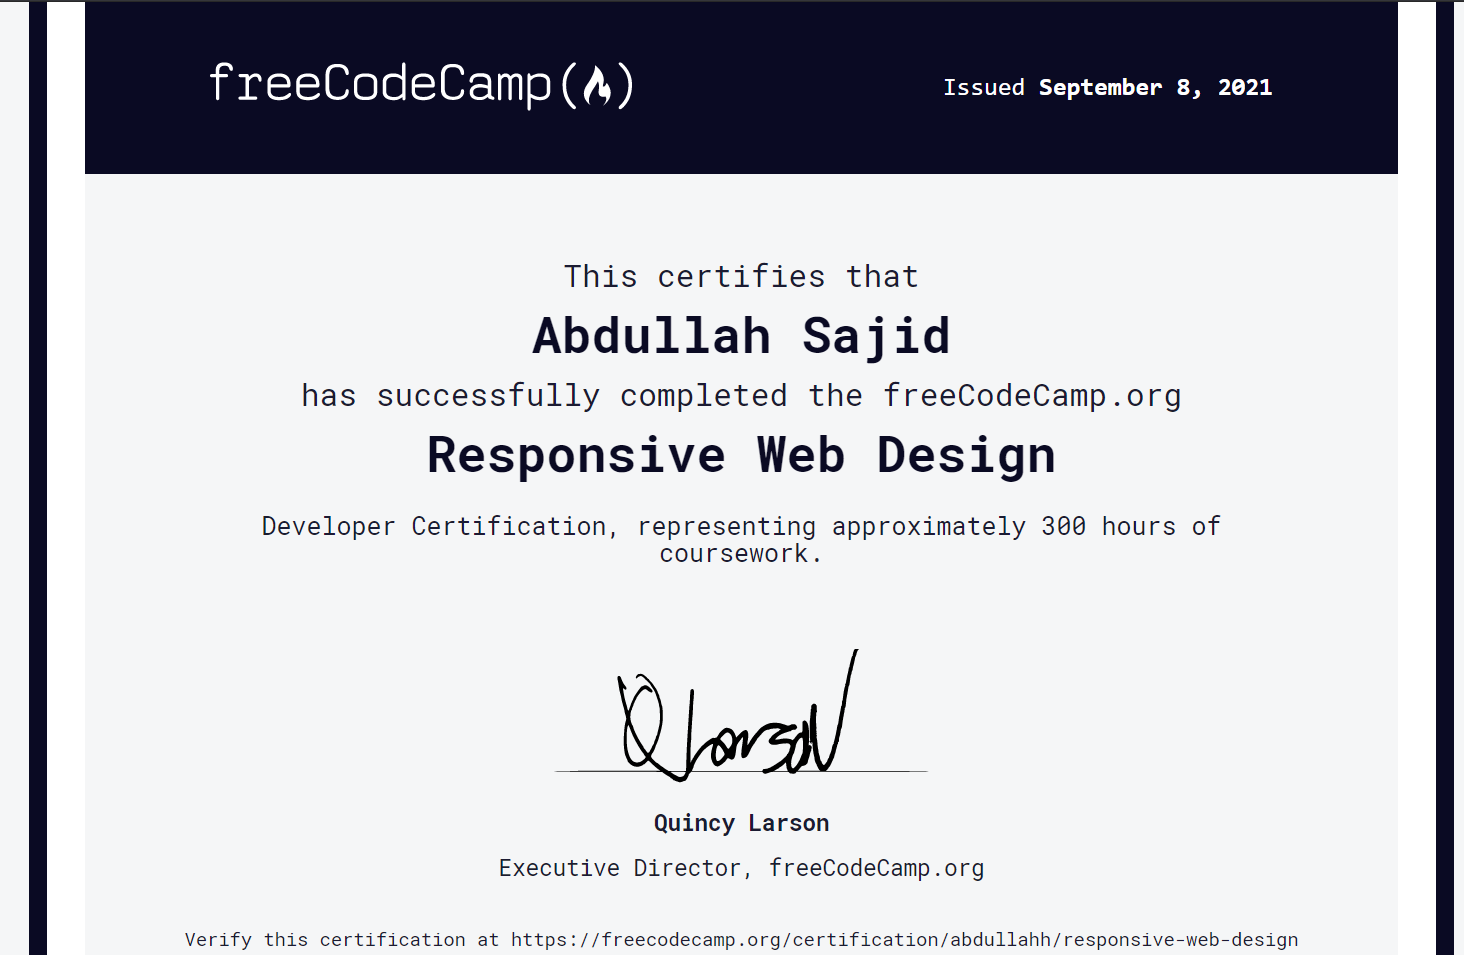 freeCodeCamp(🔥)
Issued September 8, 2021
This certifies that
Abdullah Sajid
has successfully completed the freeCodeCamp.org
Responsive Web Design
Developer Certification, representing approximately 300 hours of
coursework.
Q Larson
Quincy Larson
Executive Director, freeCodeCamp.org
Verify this certification at https://freecodecamp.org/certification/abdullahh/responsive-web-design